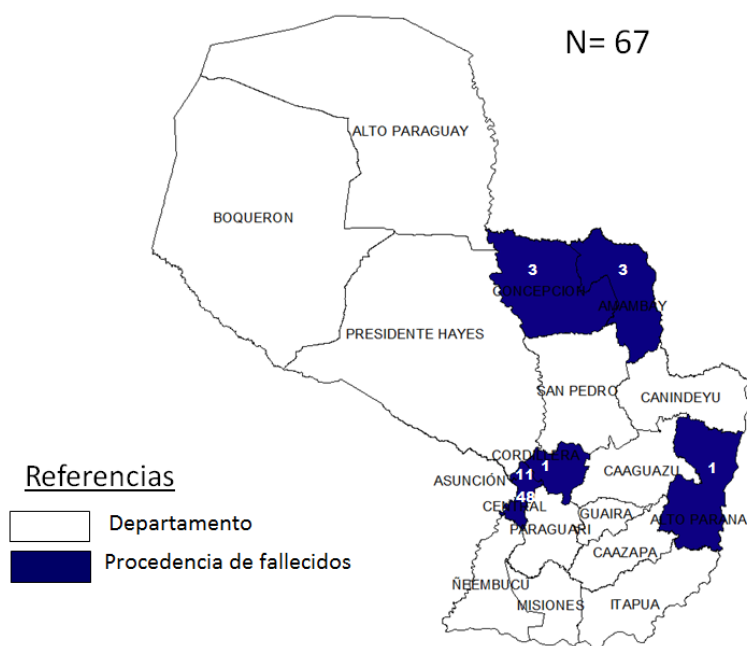 N= 67
ALTO PARAGUAY
BOQUERON
3
3
CONCEPCION
AMAMBAY
PRESIDENTE HAYES
SAN PEDRO
CANINDEYU
CORDILLERA
1
11
1
ASUNCIÓN
CAAGUAZU
48
CENTRAL
GUAIRA
ALTO PARANA
PARAGUARI
CAAZAPA
ÑEEMBUCU
MISIONES
ITAPUA
Referencias
Departamento
Procedencia de fallecidos